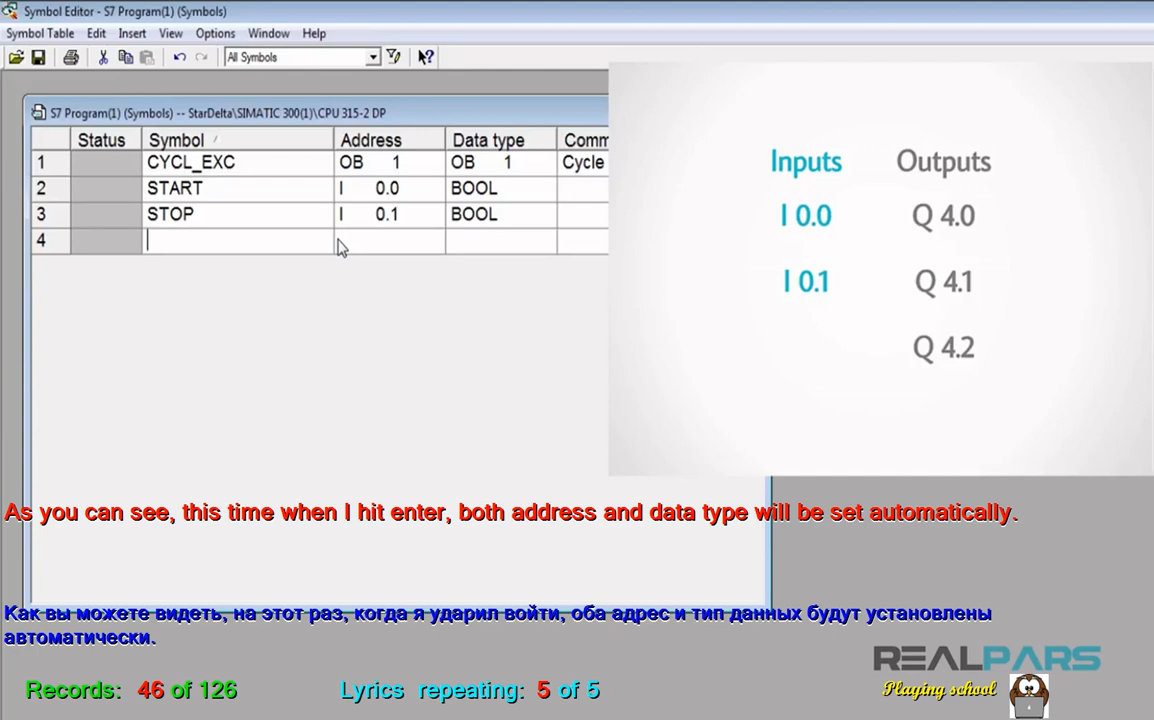 Symbol Editor - S7 Program(1) (Symbols)
Symbol Table Edit Insert View Options Window Help
All Symbols
S7 Program(1) (Symbols) -- StarDelta\SIMATIC 300(1)\CPU 315-2 DP
Status Symbol Address Data type Comm
1 CYCL_EXC OB 1 OB 1 Cycle
2 START I 0.0 BOOL
3 STOP I 0.1 BOOL
4
Inputs Outputs
I 0.0 Q 4.0
I 0.1 Q 4.1
Q 4.2
As you can see, this time when I hit enter, both address and data type will be set automatically.
Как вы можете видеть, на этот раз, когда я ударил войти, оба адрес и тип данных будут установлены
автоматически.
REALPARS
Records: 46 of 126 Lyrics repeating: 5 of 5 Playing school